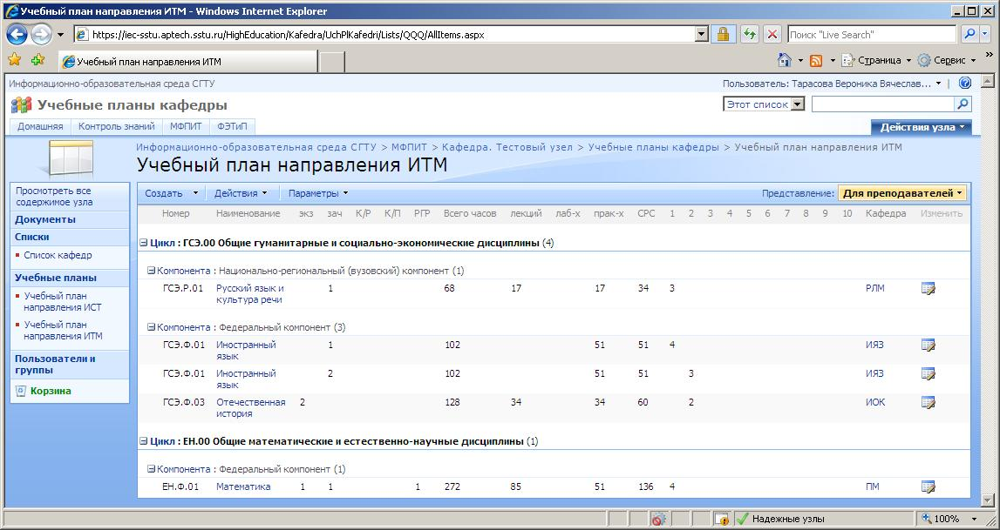 Учебный план направления ИТМ - Windows Internet Explorer
https://iec-sstu.aptech.sstu.ru/HighEducation/Kafedra/UchPlKafedri/Lists/QQQ/AllItems.aspx
Поиск "Live Search"
Учебный план направления ИТМ
Страница
Сервис
»
Информационно-образовательная среда СГТУ
Пользователь: Тарасова Вероника Вячеслав...
Учебные планы кафедры
Этот список
Домашняя Контроль знаний МФПИТ ФЭТиП
Действия узла
Информационно-образовательная среда СГТУ > МФПИТ > Кафедра. Тестовый узел > Учебные планы кафедры > Учебный план направления ИТМ
Учебный план направления ИТМ
Просмотреть все
содержимое узла
Документы
Списки
Список кафедр
Учебные планы
Учебный план
направления ИСТ
Учебный план
направления ИТМ
Пользователи и
группы
Корзина
Создать Действия Параметры Представление: Для преподавателей
Номер Наименование экз зач К/Р К/П РГР Всего часов лекций лаб-х прак-х СРС 1 2 3 4 5 6 7 8 9 10 Кафедра Изменить
Цикл : ГСЭ.00 Общие гуманитарные и социально-экономические дисциплины (4)
Компонента : Национально-региональный (вузовский) компонент (1)
ГСЭ.Р.01 Русский язык и 1 68 17 17 34 3 РЛМ
культура речи
Компонента : Федеральный компонент (3)
ГСЭ.Ф.01 Иностранный 1 102 51 51 4 ИЯЗ
язык
ГСЭ.Ф.01 Иностранный 2 102 51 51 3 ИЯЗ
язык
ГСЭ.Ф.03 Отечественная 2 128 34 34 60 2 ИОК
история
Цикл : ЕН.00 Общие математические и естественно-научные дисциплины (1)
Компонента : Федеральный компонент (1)
ЕН.Ф.01 Математика 1 1 1 272 85 51 136 4 ПМ
Надежные узлы
100%